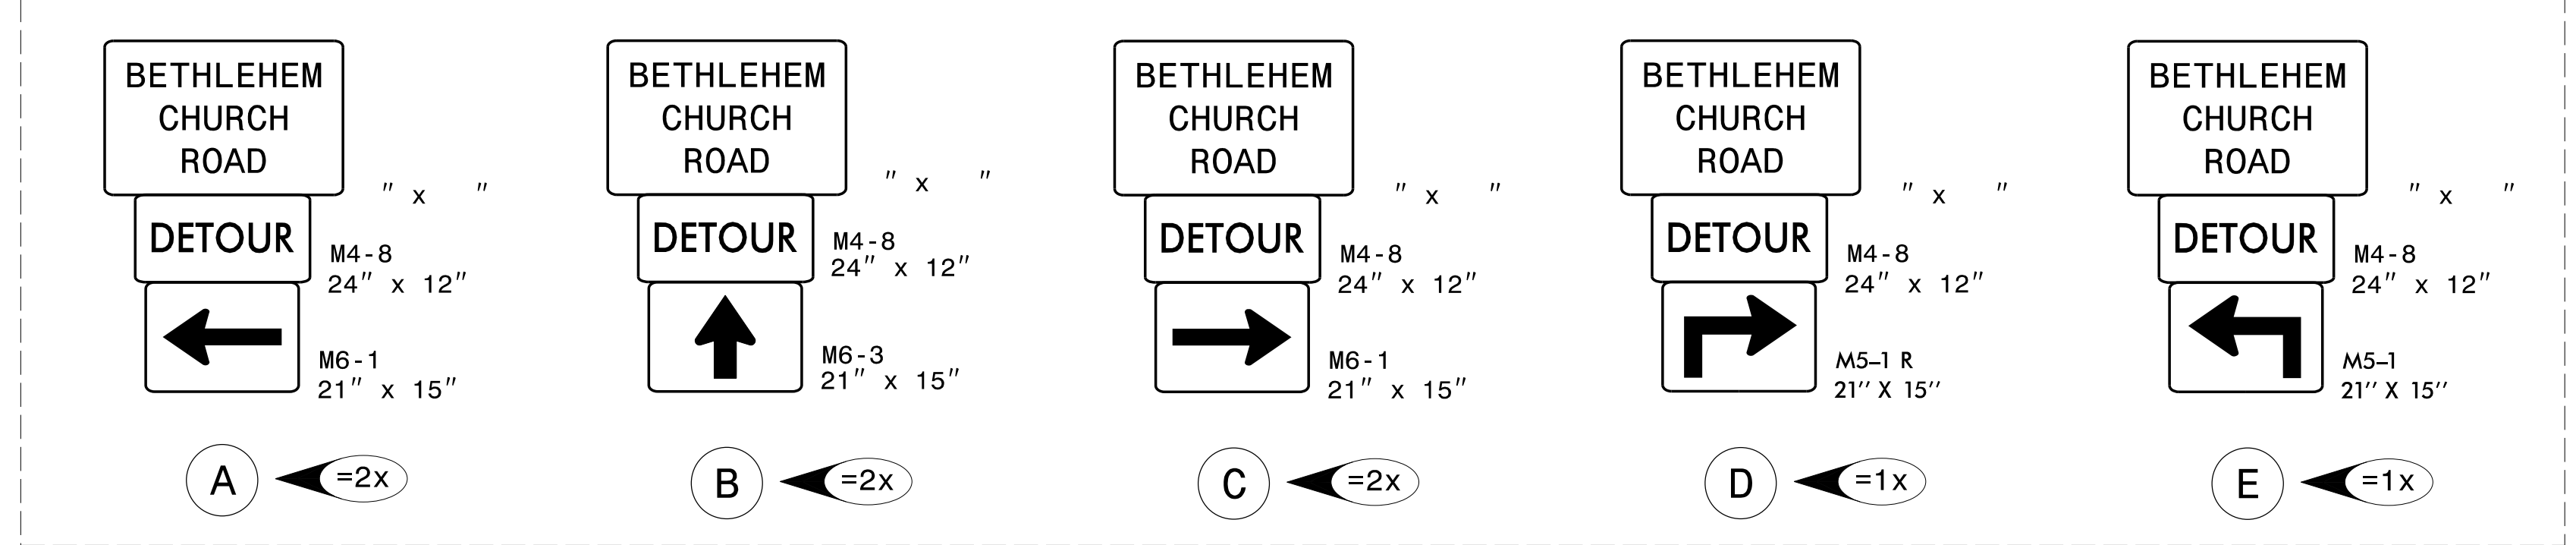 BETHLEHEM
CHURCH
ROAD
" x "
DETOUR
M4-8
24" x 12"
M6-1
21" x 15"
A
=2x
BETHLEHEM
CHURCH
ROAD
" x "
DETOUR
M4-8
24" x 12"
M6-3
21" x 15"
B
=2x
BETHLEHEM
CHURCH
ROAD
" x "
DETOUR
M4-8
24" x 12"
M6-1
21" x 15"
C
=2x
BETHLEHEM
CHURCH
ROAD
" x "
DETOUR
M4-8
24" x 12"
M5-1 R
21" X 15"
D
=1x
BETHLEHEM
CHURCH
ROAD
" x "
DETOUR
M4-8
24" x 12"
M5-1
21" X 15"
E
=1x